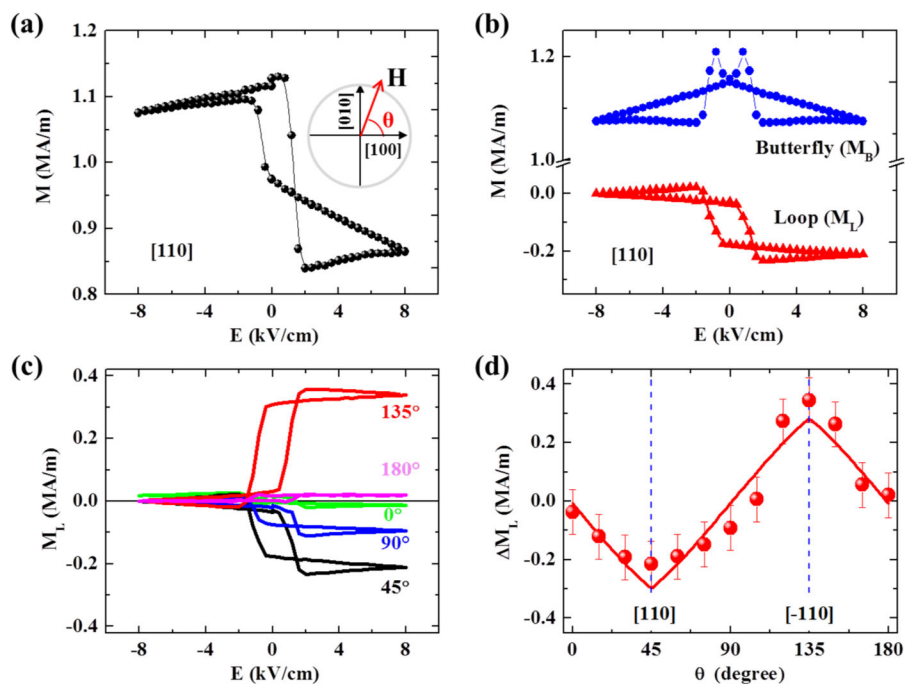 (a)
1.2
1.1
1.0
0.9
0.8
M (MA/m)
[010]
H
θ
[100]
[110]
-8 -4 0 4 8
E (kV/cm)
(b)
1.2
1.0
0.0
-0.2
M (MA/m)
Butterfly (M_B)
Loop (M_L)
[110]
-8 -4 0 4 8
E (kV/cm)
(c)
0.4
0.2
0.0
-0.2
-0.4
M_L (MA/m)
135°
180°
0°
90°
45°
-8 -4 0 4 8
E (kV/cm)
(d)
0.4
0.2
0.0
-0.2
-0.4
ΔM_L (MA/m)
[110] [-110]
0 45 90 135 180
θ (degree)